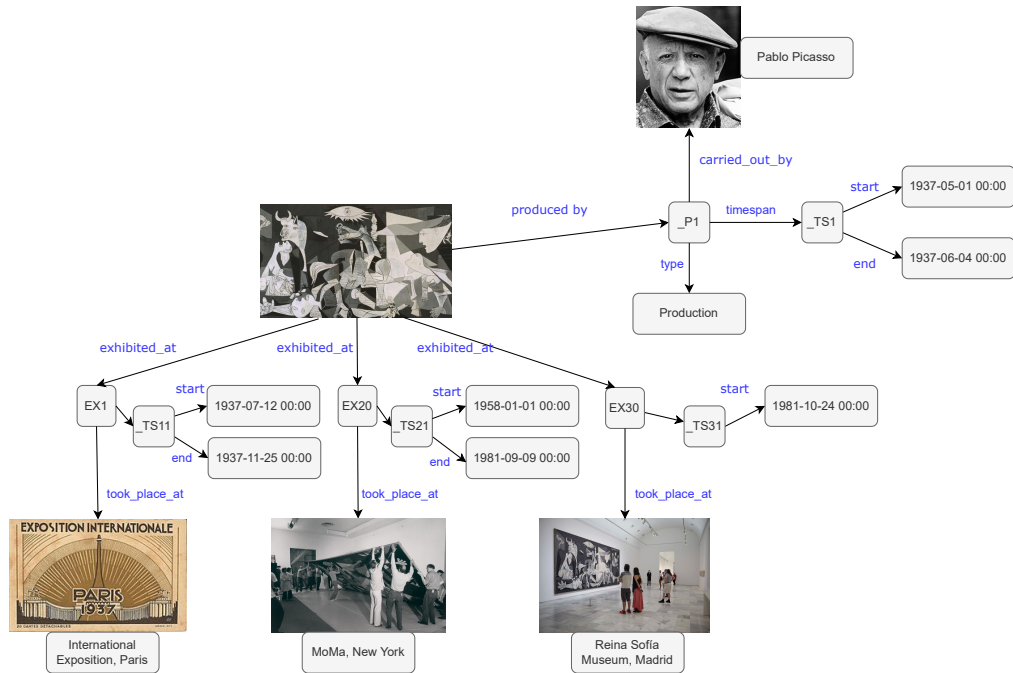 Pablo Picasso
carried_out_by
produced by
_P1
timespan
_TS1
start
1937-05-01 00:00
end
1937-06-04 00:00
type
Production
exhibited_at
exhibited_at
exhibited_at
EX1
_TS11
start
1937-07-12 00:00
end
1937-11-25 00:00
EX20
_TS21
start
1958-01-01 00:00
end
1981-09-09 00:00
EX30
_TS31
start
1981-10-24 00:00
took_place_at
took_place_at
took_place_at
EXPOSITION INTERNATIONALE
PARIS
1937
20 CARTES DETACHABLES
International
Exposition, Paris
MoMa, New York
Reina Sofía
Museum, Madrid